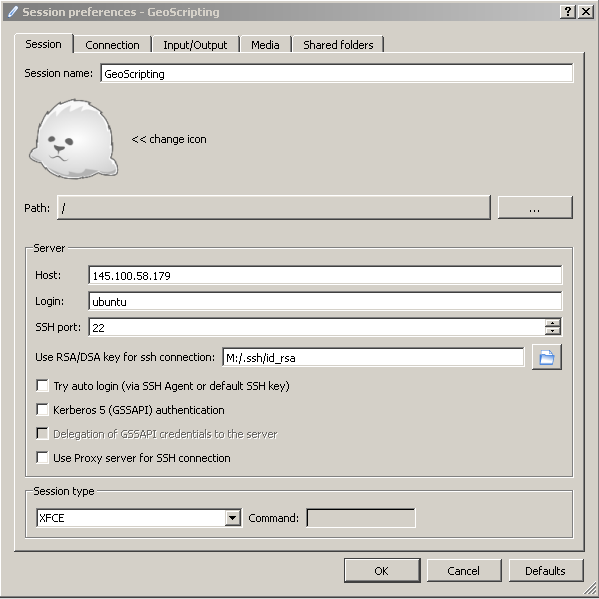 Session preferences - GeoScripting
Session Connection Input/Output Media Shared folders
Session name: GeoScripting
<< change icon
Path: / ...
Server
Host: 145.100.58.179
Login: ubuntu
SSH port: 22
Use RSA/DSA key for ssh connection: M:/.ssh/id_rsa
Try auto login (via SSH Agent or default SSH key)
Kerberos 5 (GSSAPI) authentication
Delegation of GSSAPI credentials to the server
Use Proxy server for SSH connection
Session type
XFCE Command:
OK Cancel Defaults